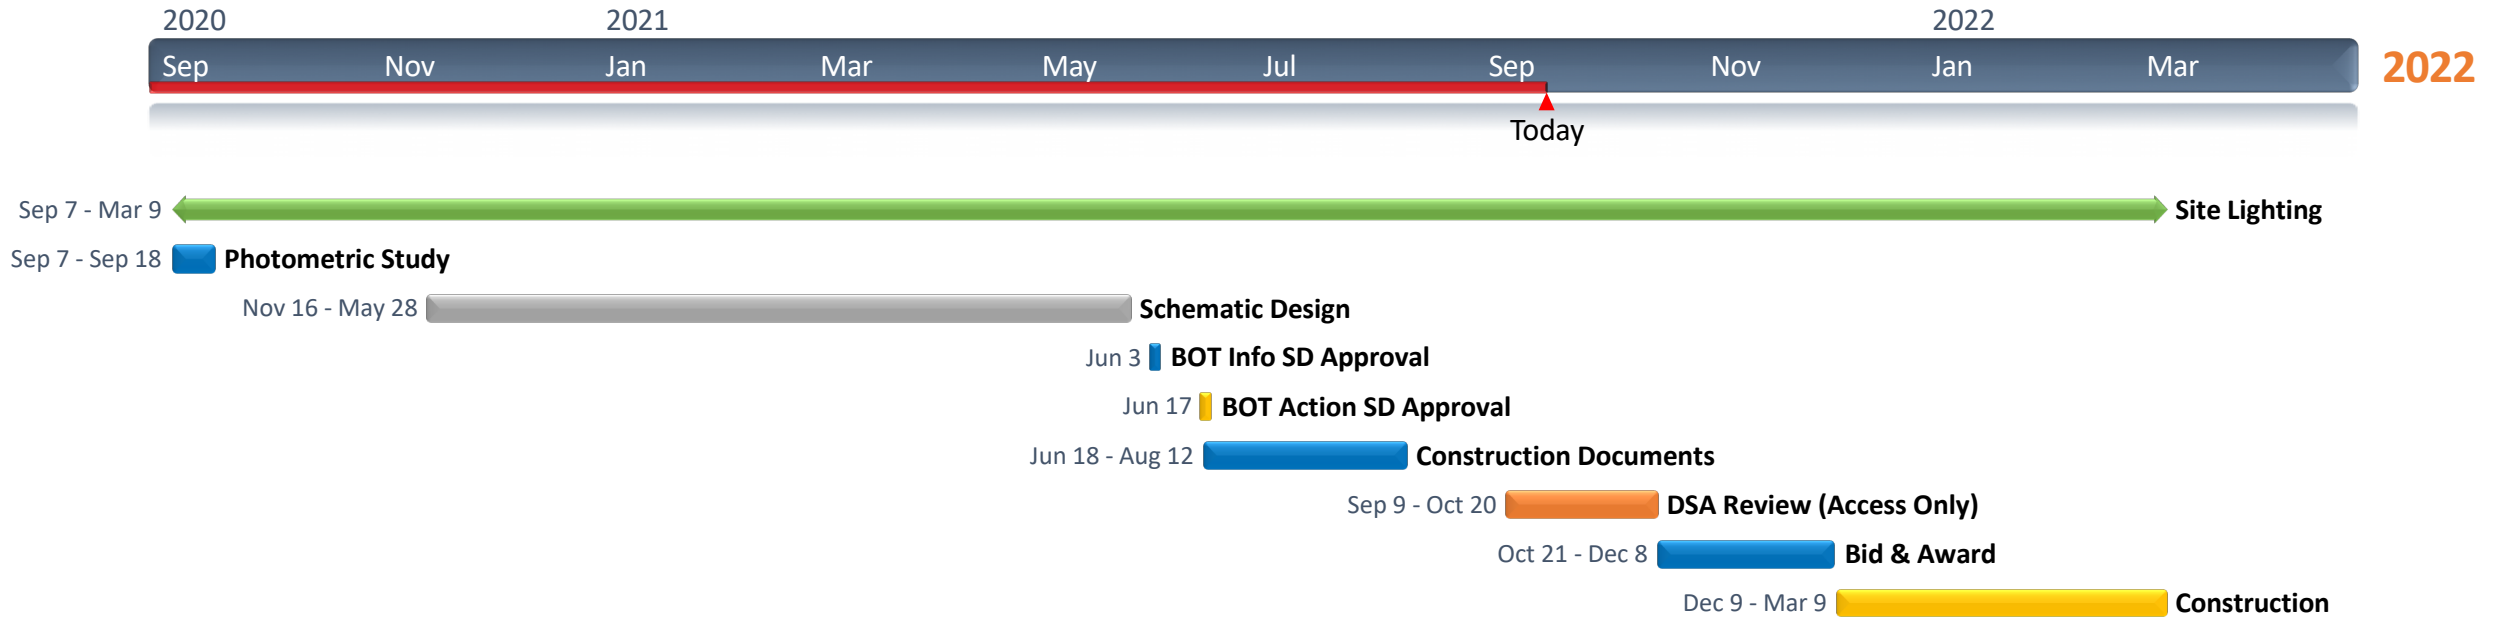 2020 2021 2022
Sep Nov Jan Mar May Jul Sep Nov Jan Mar 2022
Today
Sep 7 - Mar 9 Site Lighting
Sep 7 - Sep 18 Photometric Study
Nov 16 - May 28 Schematic Design
Jun 3 BOT Info SD Approval
Jun 17 BOT Action SD Approval
Jun 18 - Aug 12 Construction Documents
Sep 9 - Oct 20 DSA Review (Access Only)
Oct 21 - Dec 8 Bid & Award
Dec 9 - Mar 9 Construction